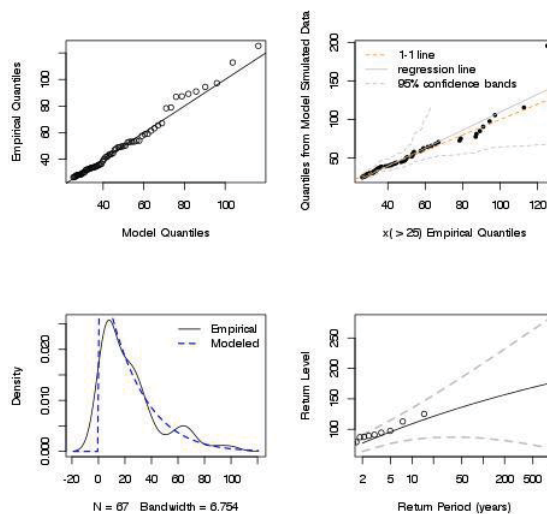 Empirical Quantiles
40 60 80 100 120
40 60 80 100
Model Quantiles
Quantiles from Model Simulated Data
50 100 150 200
1-1 line
regression line
95% confidence bands
40 60 80 100 120
x( > 25) Empirical Quantiles
Density
0.000 0.010 0.020
Empirical
Modeled
-20 0 20 40 60 80 100
N = 67 Bandwidth = 6.754
Return Level
100 150 200 250
2 5 10 50 200 500
Return Period (years)